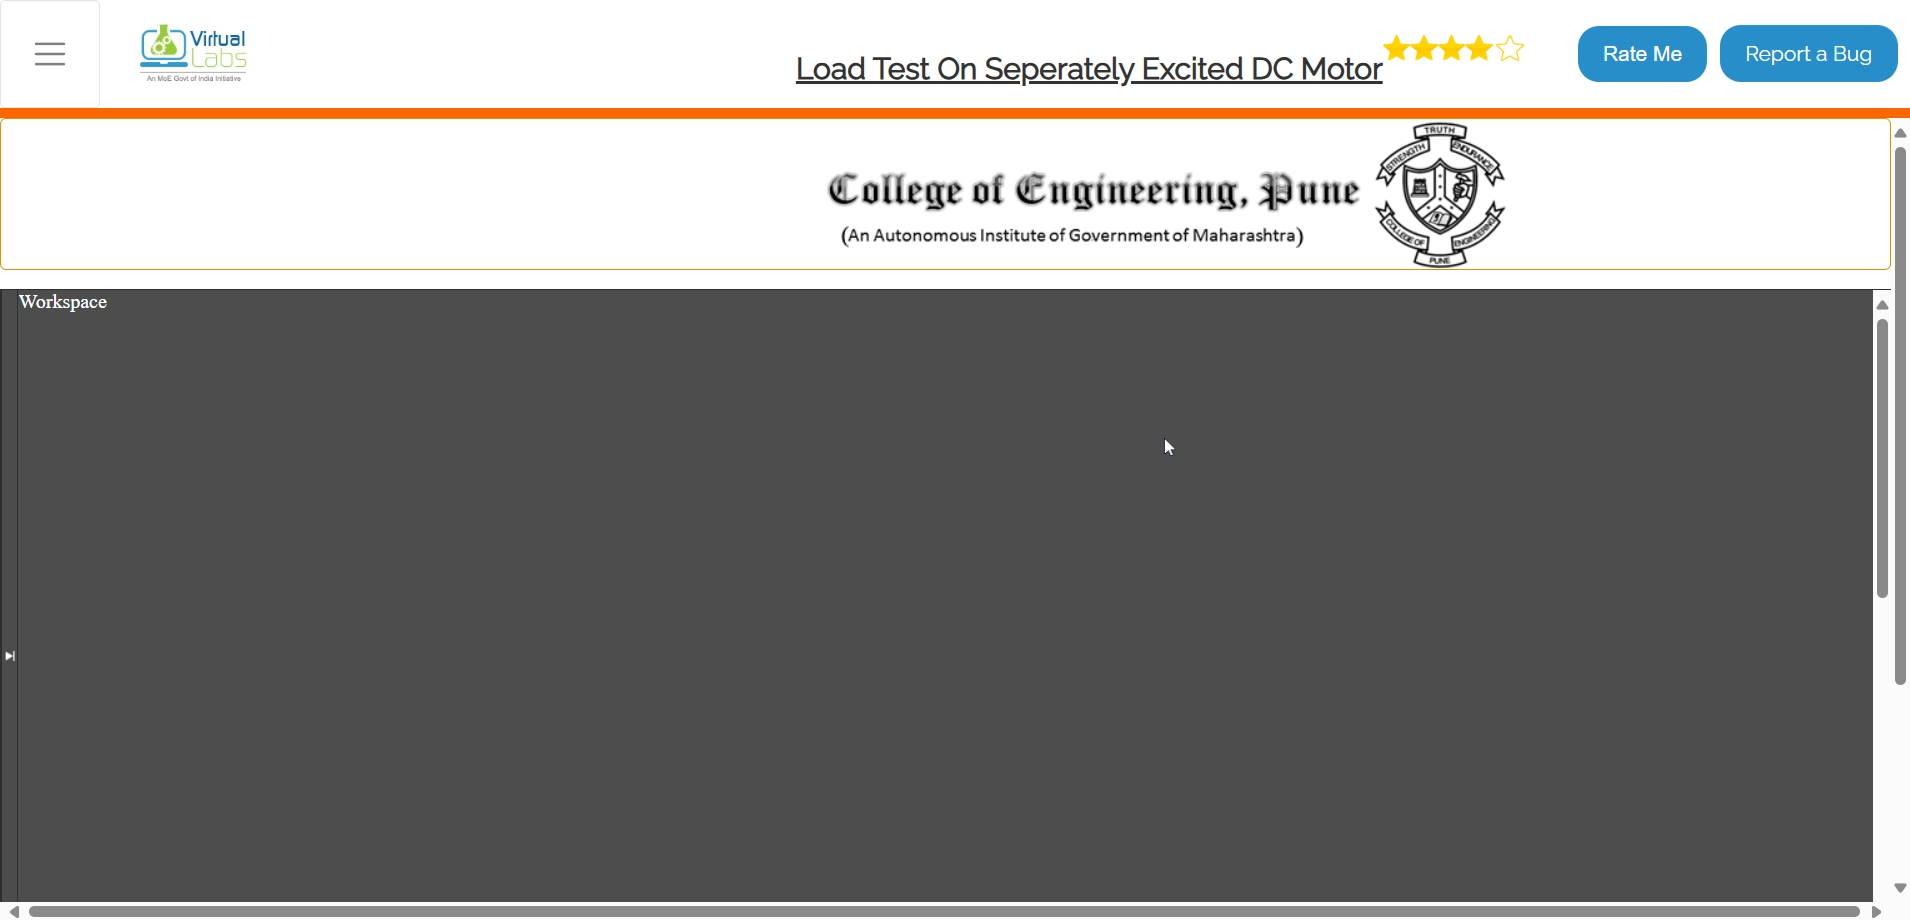 Virtual
Labs
An MoE Govt of India Initiative
Load Test On Seperately Excited DC Motor
Rate Me
Report a Bug
College of Engineering, Pune
(An Autonomous Institute of Government of Maharashtra)
TRUTH
STRENGTH
ENDURANCE
COLLEGE OF
ENGINEERING
PUNE
Workspace